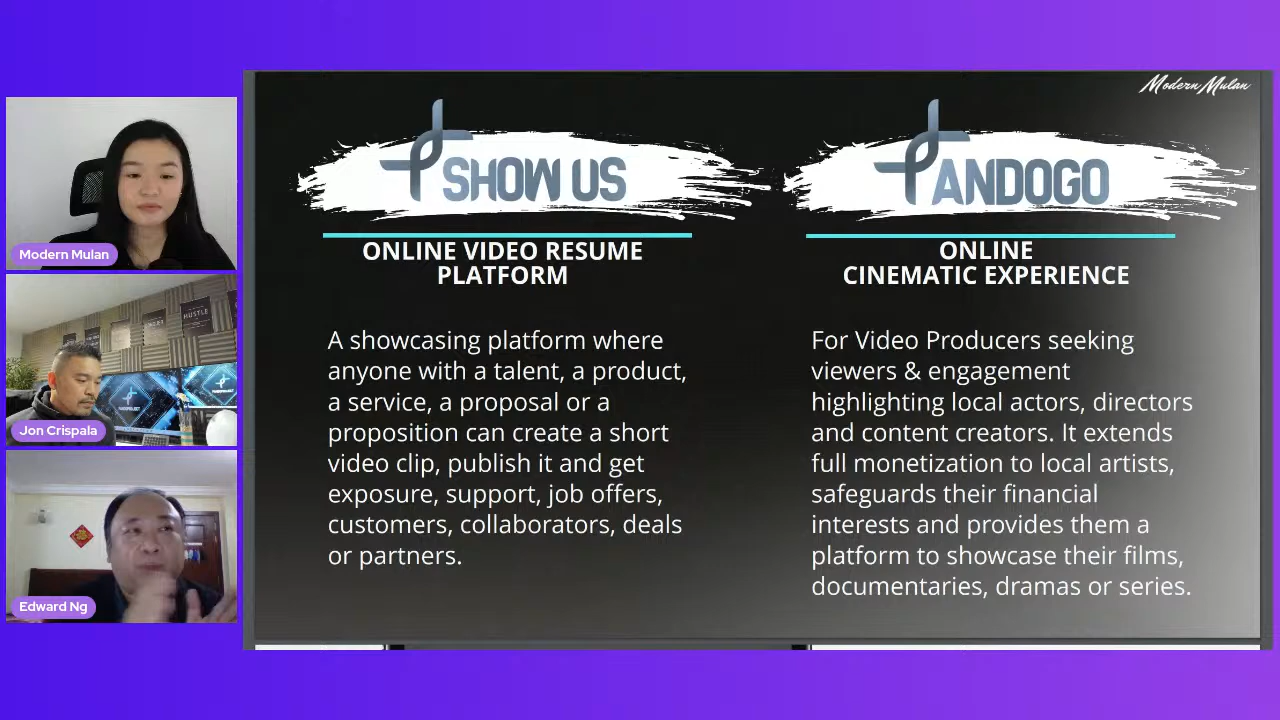 Modern Mulan
SHOW US
ONLINE VIDEO RESUME
PLATFORM
A showcasing platform where
anyone with a talent, a product,
a service, a proposal or a
proposition can create a short
video clip, publish it and get
exposure, support, job offers,
customers, collaborators, deals
or partners.
PANDOGO
ONLINE
CINEMATIC EXPERIENCE
For Video Producers seeking
viewers & engagement
highlighting local actors, directors
and content creators. It extends
full monetization to local artists,
safeguards their financial
interests and provides them a
platform to showcase their films,
documentaries, dramas or series.
Modern Mulan
HUSTLE
Jon Crispala
Edward Ng